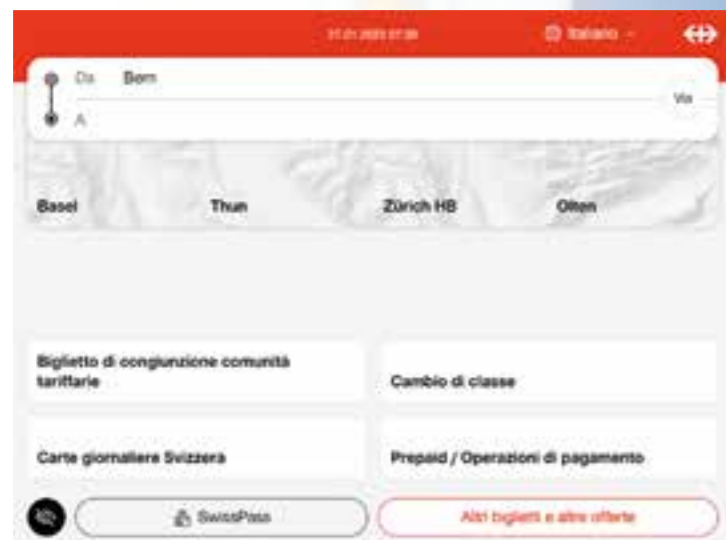 Italiano
Da Bern
Via
A
Basel Thun Zürich HB Olten
Biglietto di congiunzione comunità
tariffarie
Cambio di classe
Carte giornaliere Svizzera
Prepaid / Operazioni di pagamento
SwissPass
Altri biglietti e altre offerte